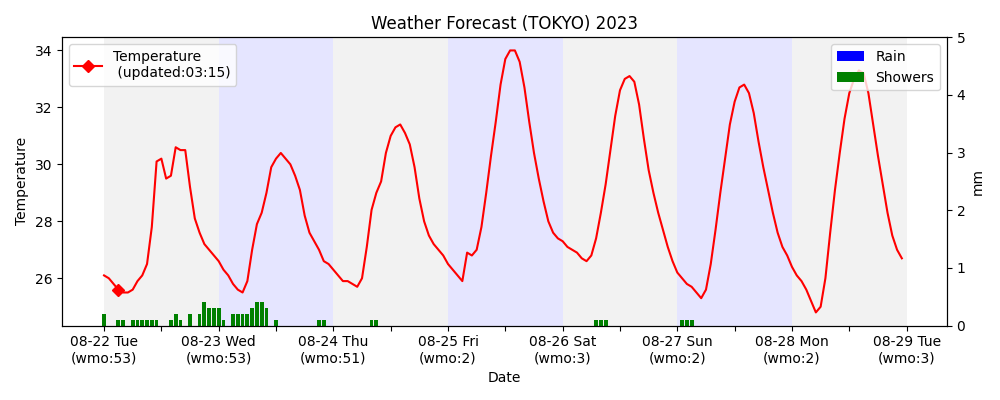 Weather Forecast (TOKYO) 2023
Temperature
(updated:03:15)
Rain
Showers
34
32
30
28
26
Temperature
5
4
3
2
1
0
mm
08-22 Tue
(wmo:53)
08-23 Wed
(wmo:53)
08-24 Thu
(wmo:51)
08-25 Fri
(wmo:2)
08-26 Sat
(wmo:3)
08-27 Sun
(wmo:2)
08-28 Mon
(wmo:2)
08-29 Tue
(wmo:3)
Date